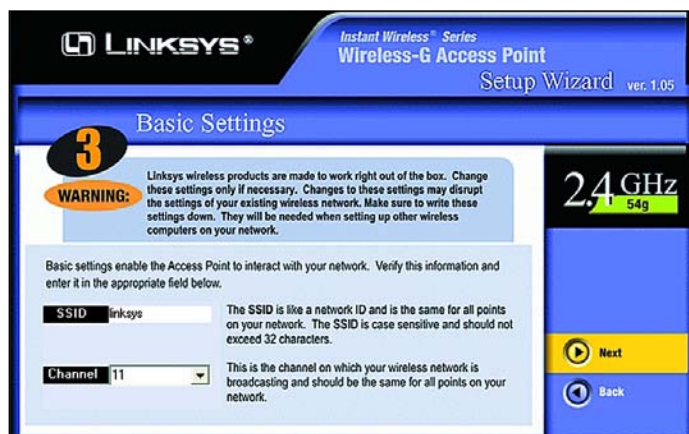 LINKSYS®
Instant Wireless® Series
Wireless-G Access Point
Setup Wizard ver. 1.05
Basic Settings
3
WARNING:
Linksys wireless products are made to work right out of the box. Change
these settings only if necessary. Changes to these settings may disrupt
the settings of your existing wireless network. Make sure to write these
settings down. They will be needed when setting up other wireless
computers on your network.
2.4 GHz
54g
Basic settings enable the Access Point to interact with your network. Verify this information and
enter it in the appropriate field below.
SSID linksys
The SSID is like a network ID and is the same for all points
on your network. The SSID is case sensitive and should not
exceed 32 characters.
Channel 11
This is the channel on which your wireless network is
broadcasting and should be the same for all points on your
network.
Next
Back